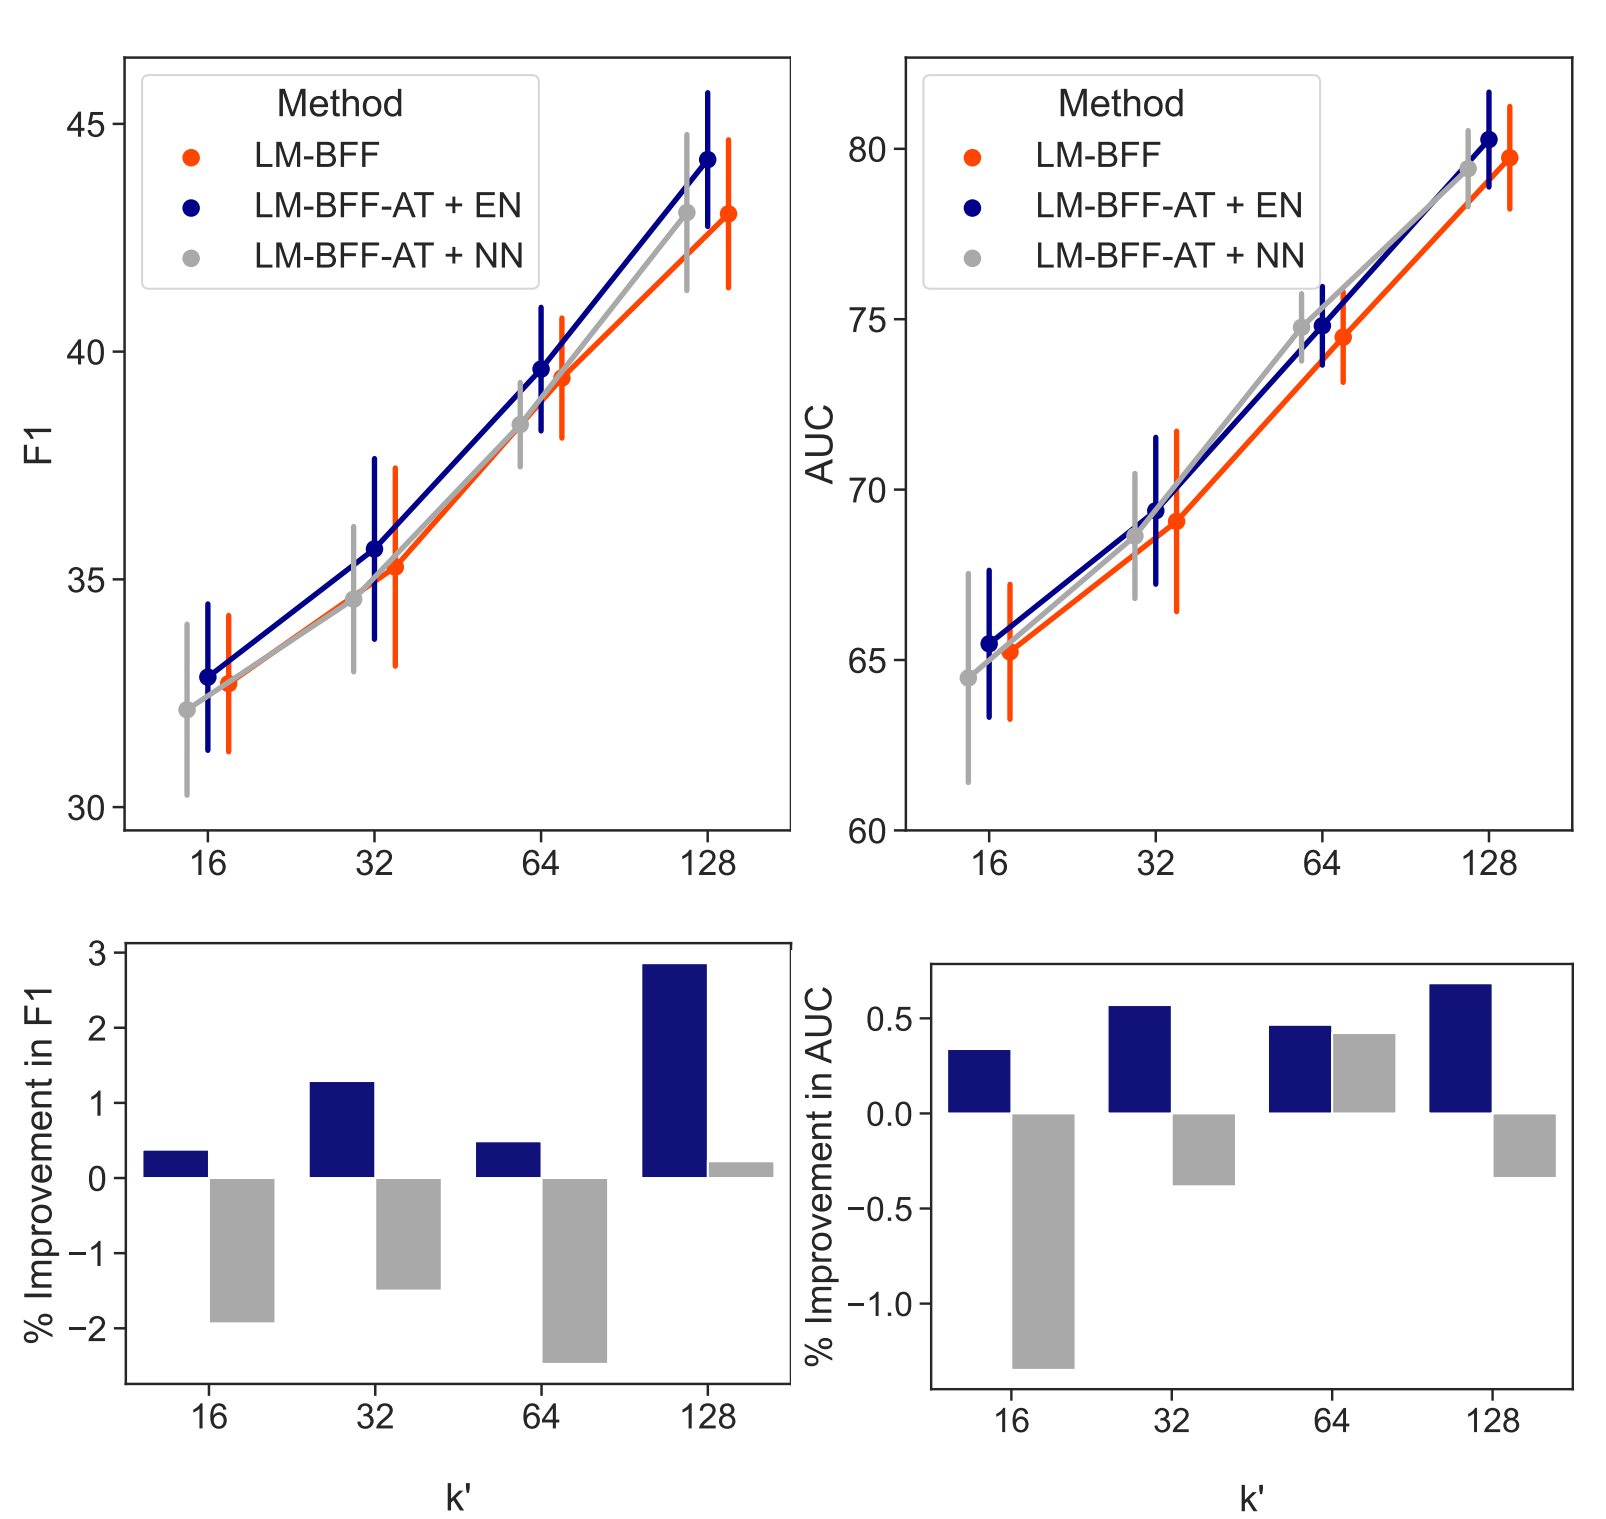 Method
LM-BFF
LM-BFF-AT + EN
LM-BFF-AT + NN
F1
45
40
35
30
16 32 64 128
Method
LM-BFF
LM-BFF-AT + EN
LM-BFF-AT + NN
AUC
80
75
70
65
60
16 32 64 128
% Improvement in F1
3
2
1
0
−1
−2
16 32 64 128
k'
% Improvement in AUC
0.5
0.0
−0.5
−1.0
16 32 64 128
k'